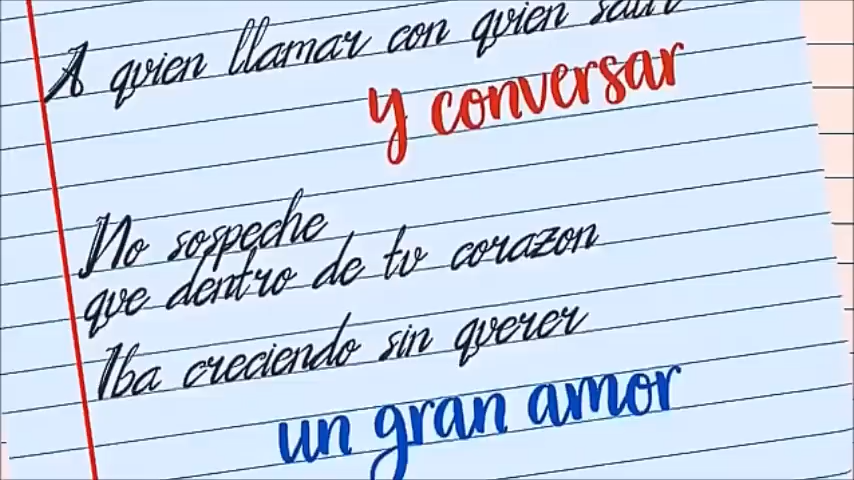 A quien llamar con quien salir
y conversar
No sospeche
que dentro de tu corazon
Iba creciendo sin querer
un gran amor